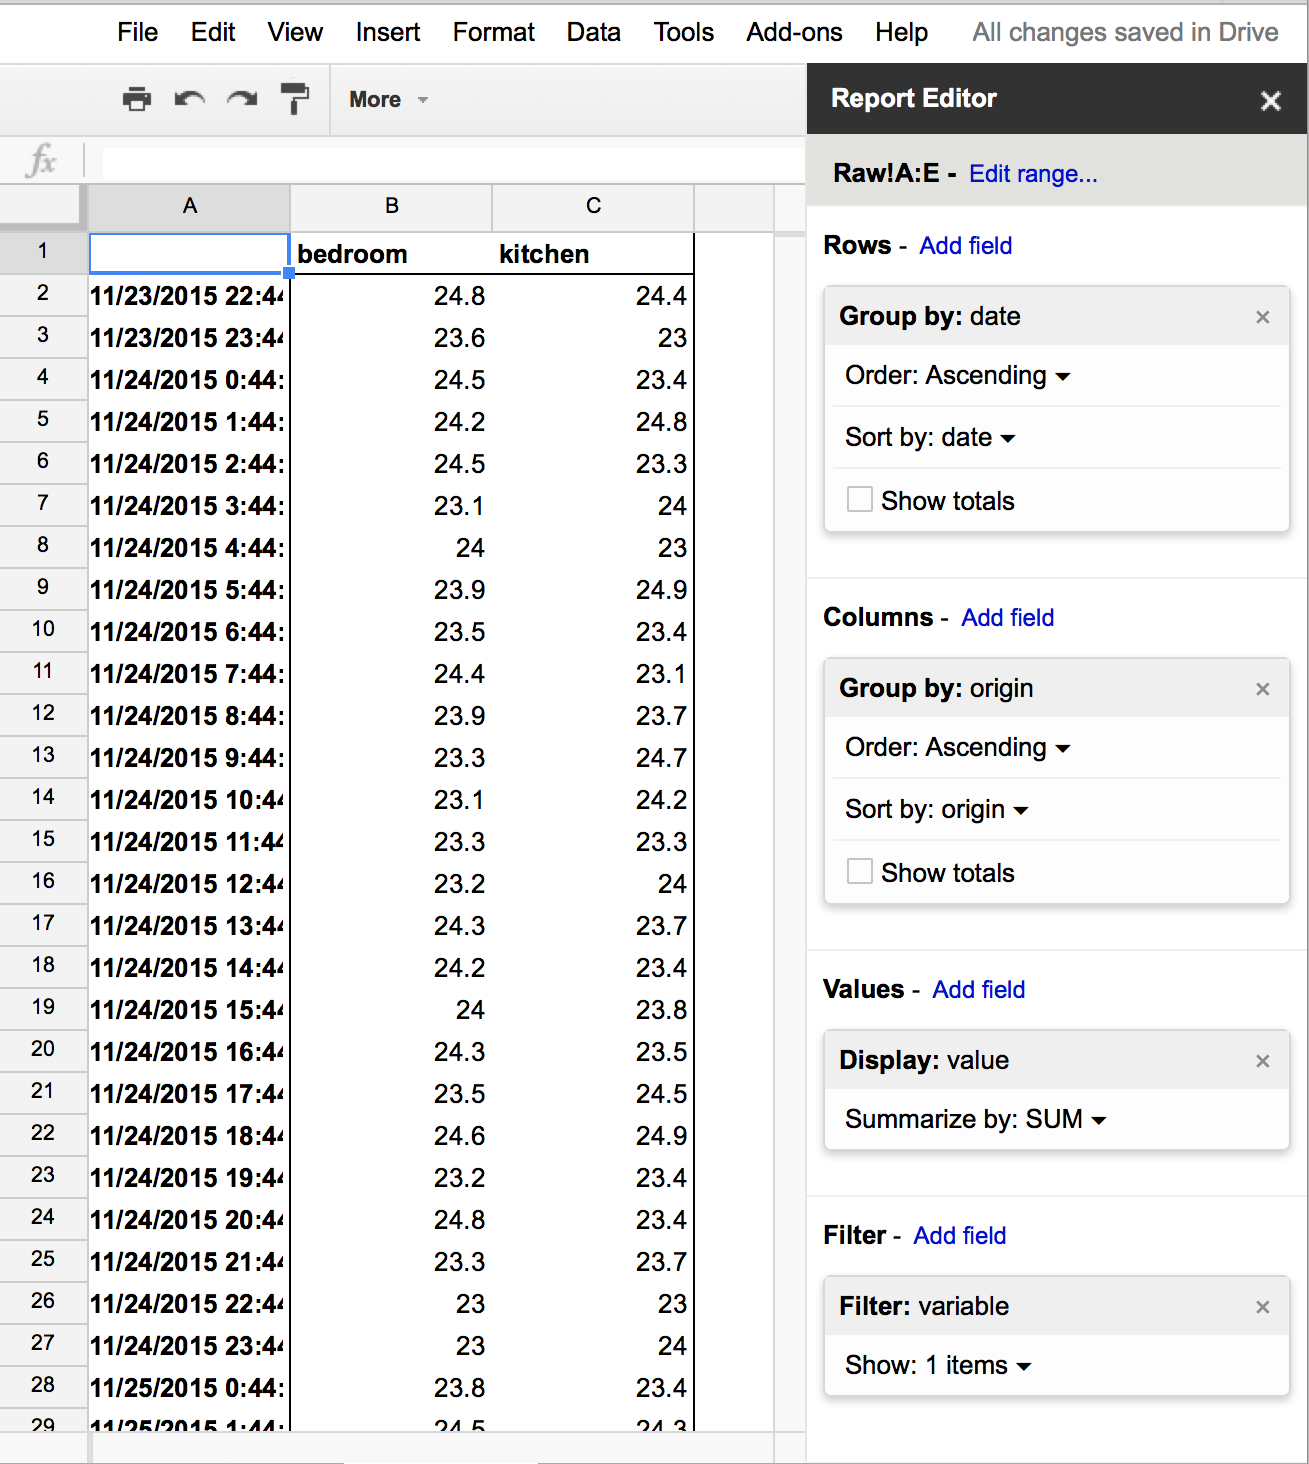 File Edit View Insert Format Data Tools Add-ons Help All changes saved in Drive
More
fx
A B C
1 bedroom kitchen
2 11/23/2015 22:44 24.8 24.4
3 11/23/2015 23:44 23.6 23
4 11/24/2015 0:44: 24.5 23.4
5 11/24/2015 1:44: 24.2 24.8
6 11/24/2015 2:44: 24.5 23.3
7 11/24/2015 3:44: 23.1 24
8 11/24/2015 4:44: 24 23
9 11/24/2015 5:44: 23.9 24.9
10 11/24/2015 6:44: 23.5 23.4
11 11/24/2015 7:44: 24.4 23.1
12 11/24/2015 8:44: 23.9 23.7
13 11/24/2015 9:44: 23.3 24.7
14 11/24/2015 10:44 23.1 24.2
15 11/24/2015 11:44 23.3 23.3
16 11/24/2015 12:44 23.2 24
17 11/24/2015 13:44 24.3 23.7
18 11/24/2015 14:44 24.2 23.4
19 11/24/2015 15:44 24 23.8
20 11/24/2015 16:44 24.3 23.5
21 11/24/2015 17:44 23.5 24.5
22 11/24/2015 18:44 24.6 24.9
23 11/24/2015 19:44 23.2 23.4
24 11/24/2015 20:44 24.8 23.4
25 11/24/2015 21:44 23.3 23.7
26 11/24/2015 22:44 23 23
27 11/24/2015 23:44 23 24
28 11/25/2015 0:44: 23.8 23.4
29 11/25/2015 1:44: 24.5 24.3
Report Editor
Raw!A:E - Edit range...
Rows - Add field
Group by: date
Order: Ascending
Sort by: date
Show totals
Columns - Add field
Group by: origin
Order: Ascending
Sort by: origin
Show totals
Values - Add field
Display: value
Summarize by: SUM
Filter - Add field
Filter: variable
Show: 1 items